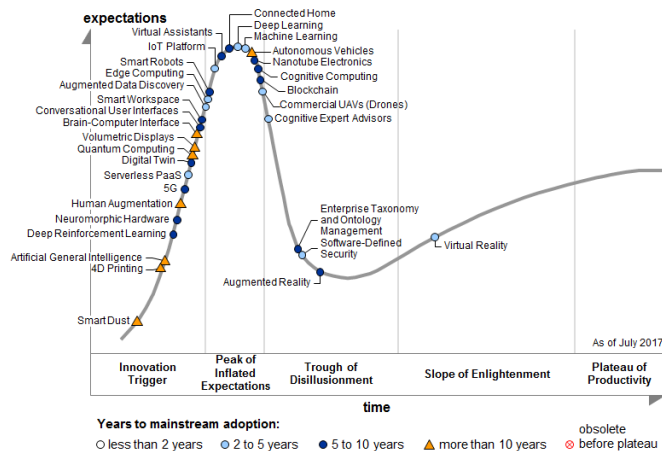 expectations
Connected Home
Deep Learning
Virtual Assistants
Machine Learning
IoT Platform
Autonomous Vehicles
Nanotube Electronics
Smart Robots
Edge Computing
Cognitive Computing
Augmented Data Discovery
Blockchain
Smart Workspace
Commercial UAVs (Drones)
Conversational User Interfaces
Cognitive Expert Advisors
Brain-Computer Interface
Volumetric Displays
Quantum Computing
Digital Twin
Serverless PaaS
5G
Human Augmentation
Neuromorphic Hardware
Deep Reinforcement Learning
Artificial General Intelligence
4D Printing
Smart Dust
Enterprise Taxonomy
and Ontology
Management
Software-Defined
Security
Augmented Reality
Virtual Reality
As of July 2017
Innovation
Trigger
Peak of
Inflated
Expectations
Trough of
Disillusionment
Slope of Enlightenment
Plateau of
Productivity
time
Years to mainstream adoption:
less than 2 years
2 to 5 years
5 to 10 years
more than 10 years
obsolete
before plateau